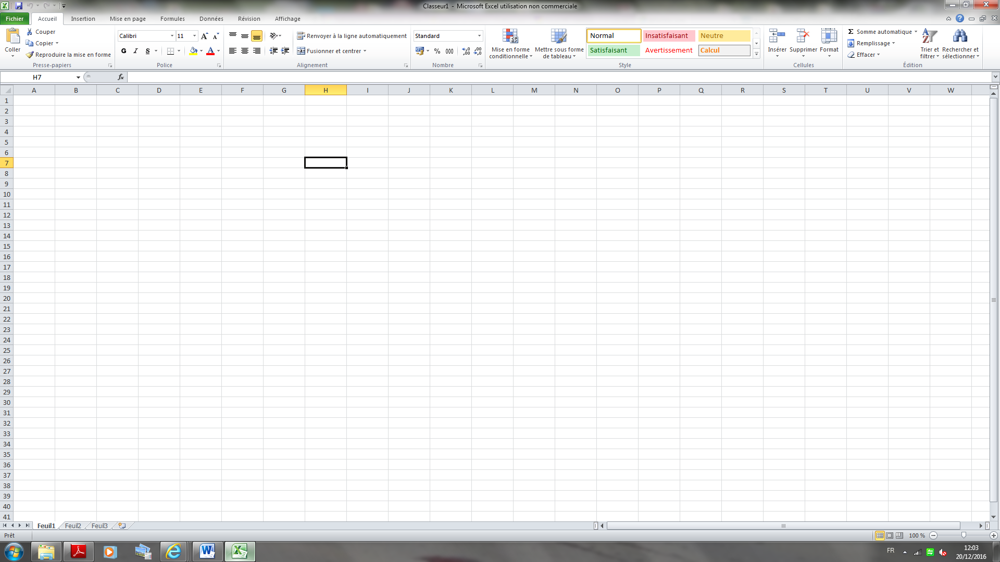 Classeur1 - Microsoft Excel utilisation non commerciale
Fichier Accueil Insertion Mise en page Formules Données Révision Affichage
Coller
Couper
Copier
Reproduire la mise en forme
Presse-papiers
Calibri 11
G I S A
Police
Renvoyer à la ligne automatiquement
Fusionner et centrer
Alignement
Standard
% 000
Nombre
Mise en forme conditionnelle
Mettre sous forme de tableau
Normal Insatisfaisant Neutre
Satisfaisant Avertissement Calcul
Style
Insérer Supprimer Format
Cellules
Σ Somme automatique
Remplissage
Effacer
Trier et filtrer
Rechercher et sélectionner
Édition
H7 fx
A B C D E F G H I J K L M N O P Q R S T U V W
1
2
3
4
5
6
7
8
9
10
11
12
13
14
15
16
17
18
19
20
21
22
23
24
25
26
27
28
29
30
31
32
33
34
35
36
37
38
39
40
41
Feuil1 Feuil2 Feuil3
Prêt 100 %
FR 12:03
20/12/2016